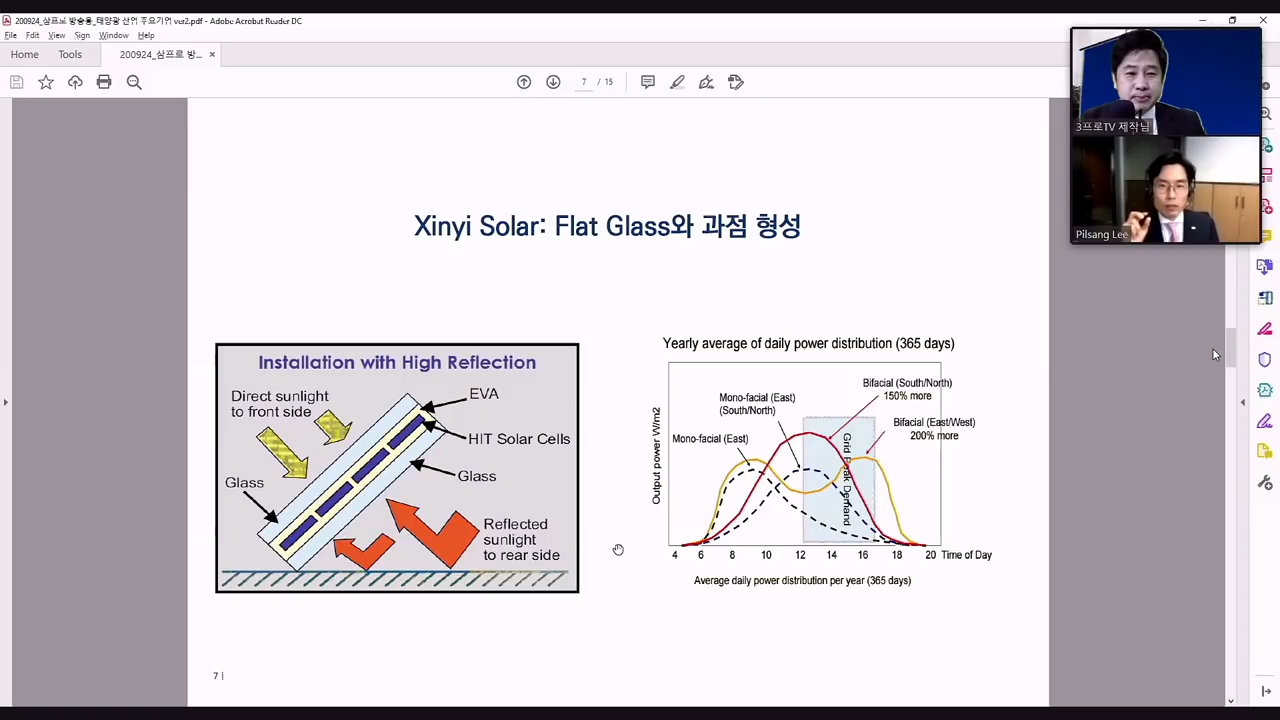 200924_삼프로 방송용_태양광 산업 주요기업 ver2.pdf - Adobe Acrobat Reader DC
File Edit View Sign Window Help
Home Tools 200924_삼프로 방... ×
7 / 15
3프로TV 제작님
Pilsang Lee
Xinyi Solar: Flat Glass와 과점 형성
Installation with High Reflection
Direct sunlight
to front side
EVA
HIT Solar Cells
Glass
Glass
Reflected
sunlight
to rear side
Yearly average of daily power distribution (365 days)
Bifacial (South/North)
150% more
Mono-facial (East)
(South/North)
Bifacial (East/West)
200% more
Mono-facial (East)
Output power W/m2
Grid Peak Demand
4 6 8 10 12 14 16 18 20 Time of Day
Average daily power distribution per year (365 days)
7 |